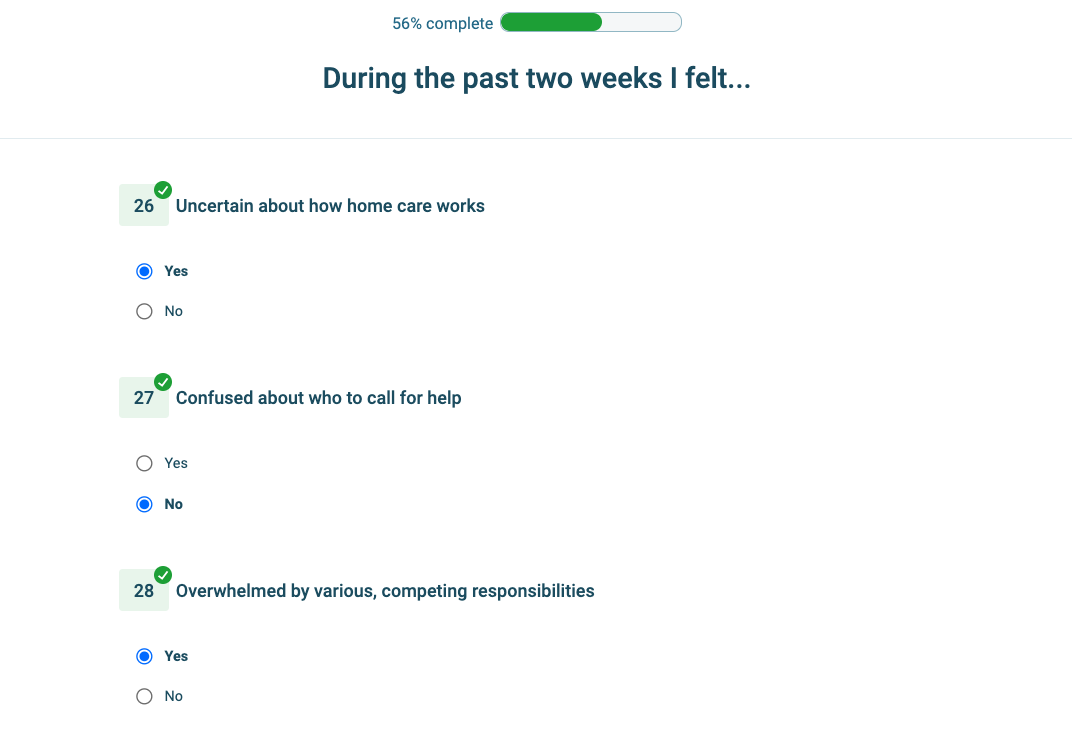 56% complete
During the past two weeks I felt...
26 Uncertain about how home care works
Yes
No
27 Confused about who to call for help
Yes
No
28 Overwhelmed by various, competing responsibilities
Yes
No